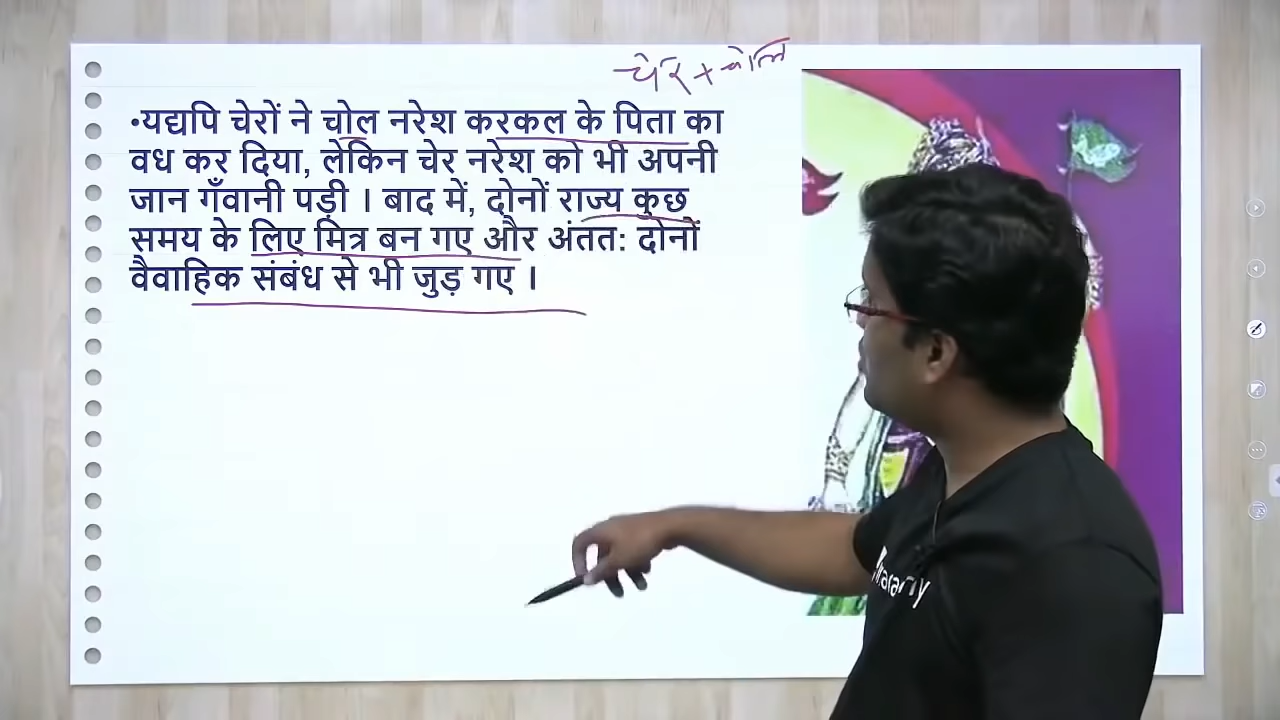 चेर + चोल
•यद्यपि चेरों ने चोल नरेश करकल के पिता का
वध कर दिया, लेकिन चेर नरेश को भी अपनी
जान गँवानी पड़ी । बाद में, दोनों राज्य कुछ
समय के लिए मित्र बन गए और अंतत: दोनों
वैवाहिक संबंध से भी जुड़ गए ।